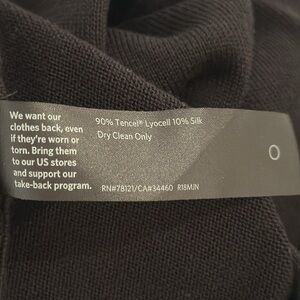 We want our
clothes back, even
if they're worn or
torn. Bring them
to our US stores
and support our
take-back program.
90% Tencel® Lyocell 10% Silk
Dry Clean Only
RN#78121/CA#34460 R18MJN